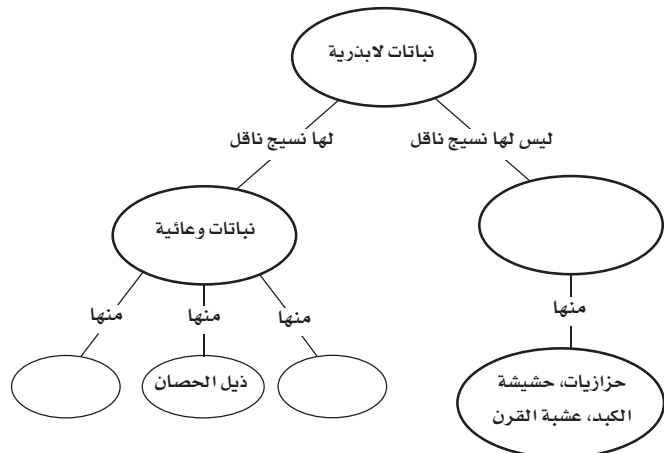 نباتات لابذرية
ليس لها نسيج ناقل
لها نسيج ناقل
نباتات وعائية
منها
منها
منها
منها
ذيل الحصان
حزازيات، حشيشة
الكبد، عشبة القرن